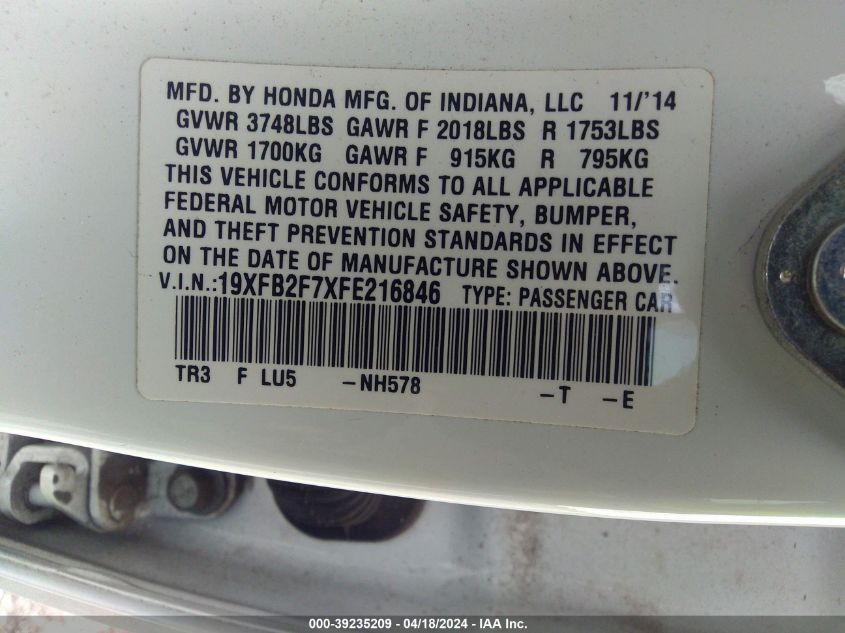 MFD. BY HONDA MFG. OF INDIANA, LLC 11/'14
GVWR 3748LBS GAWR F 2018LBS R 1753LBS
GVWR 1700KG GAWR F 915KG R 795KG
THIS VEHICLE CONFORMS TO ALL APPLICABLE
FEDERAL MOTOR VEHICLE SAFETY, BUMPER,
AND THEFT PREVENTION STANDARDS IN EFFECT
ON THE DATE OF MANUFACTURE SHOWN ABOVE.
V.I.N.:19XFB2F7XFE216846 TYPE: PASSENGER CAR
TR3 F LU5 -NH578 -T -E
000-39235209 - 04/18/2024 - IAA Inc.